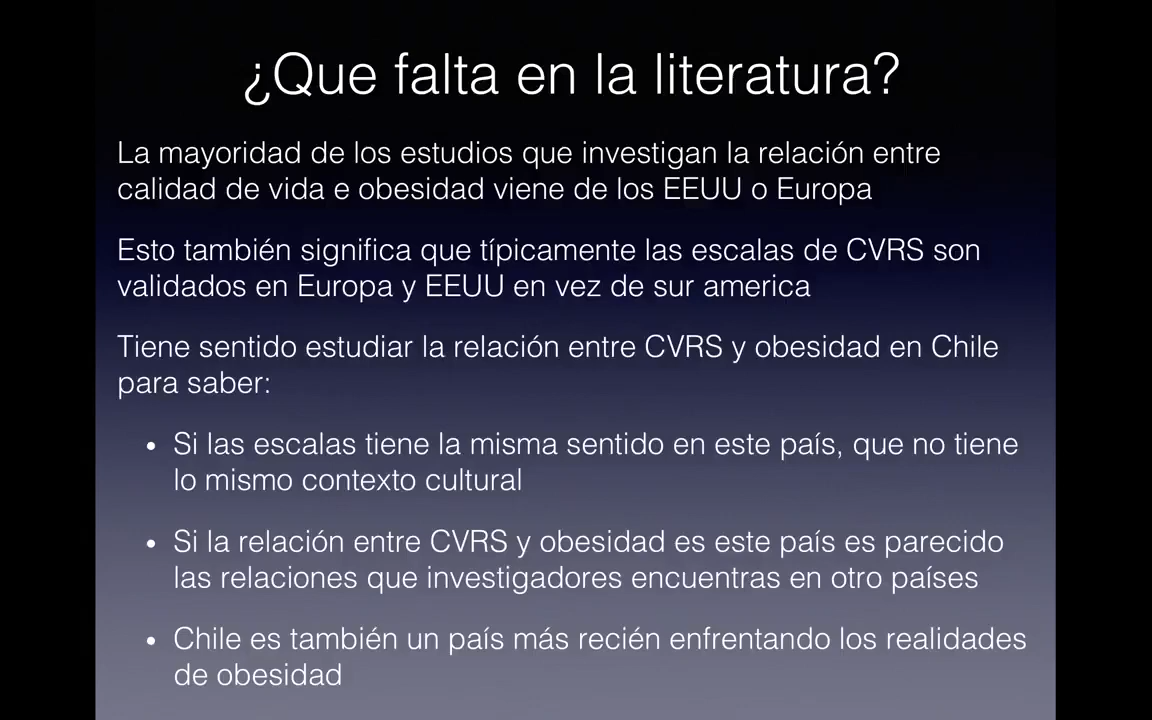 ¿Que falta en la literatura?
La mayoridad de los estudios que investigan la relación entre
calidad de vida e obesidad viene de los EEUU o Europa
Esto también significa que típicamente las escalas de CVRS son
validados en Europa y EEUU en vez de sur america
Tiene sentido estudiar la relación entre CVRS y obesidad en Chile
para saber:
• Si las escalas tiene la misma sentido en este país, que no tiene
lo mismo contexto cultural
• Si la relación entre CVRS y obesidad es este país es parecido
las relaciones que investigadores encuentras en otro países
• Chile es también un país más recién enfrentando los realidades
de obesidad